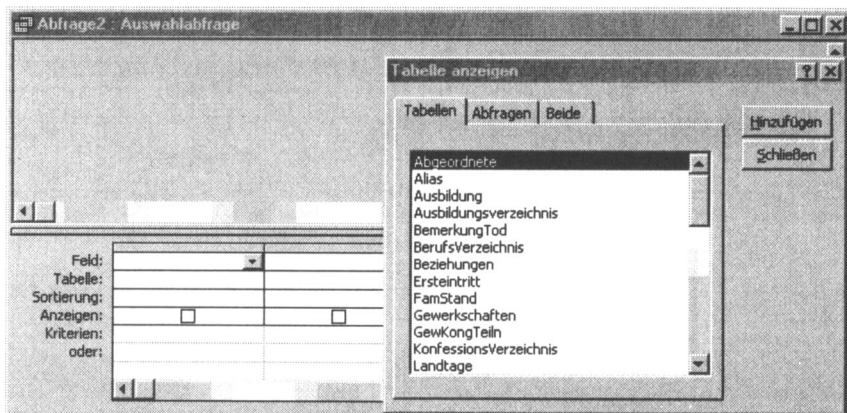 Abfrage2 : Auswahlabfrage
Tabelle anzeigen
Tabellen Abfragen Beide
Hinzufügen
Schließen
Abgeordnete
Alias
Ausbildung
Ausbildungsverzeichnis
BemerkungTod
BerufsVerzeichnis
Beziehungen
Ersteintritt
FamStand
Gewerkschaften
GewKongTeiln
KonfessionsVerzeichnis
Landtage
Feld:
Tabelle:
Sortierung:
Anzeigen:
Kriterien:
oder: